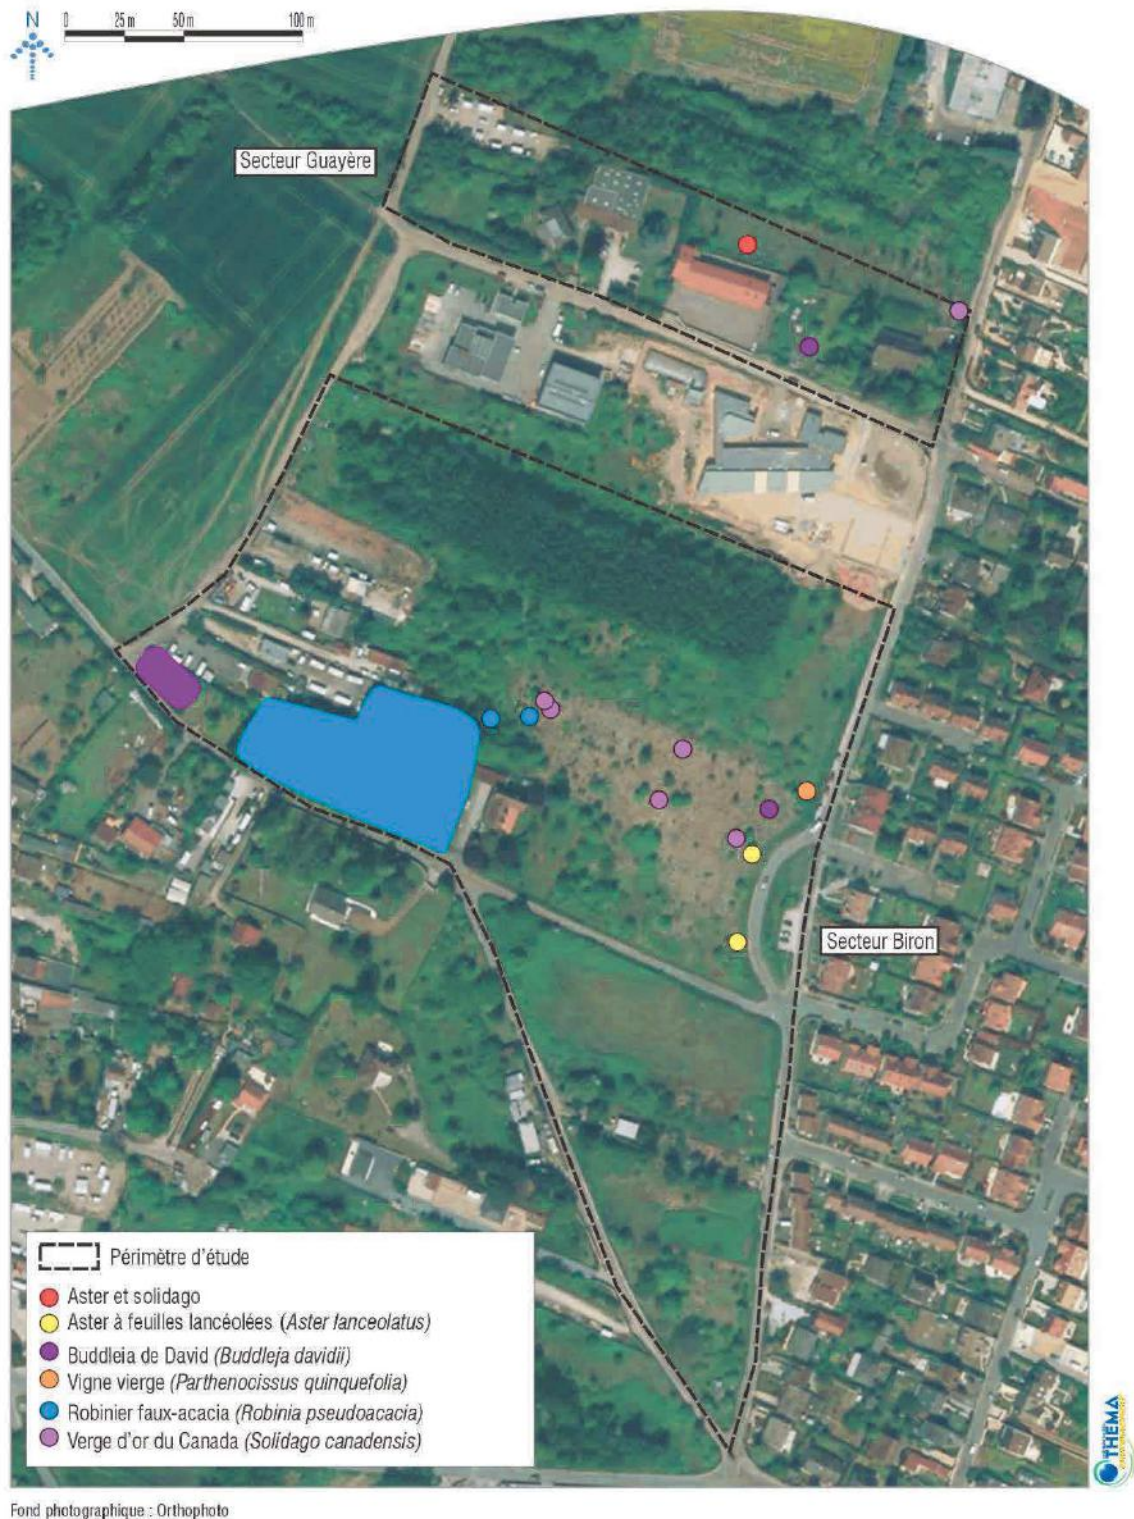 N
0 25 m 50 m 100 m
Secteur Guayère
Secteur Biron
Périmètre d'étude
Aster et solidago
Aster à feuilles lancéolées (Aster lanceolatus)
Buddleia de David (Buddleja davidii)
Vigne vierge (Parthenocissus quinquefolia)
Robinier faux-acacia (Robinia pseudoacacia)
Verge d'or du Canada (Solidago canadensis)
THEMA
Fond photographique : Orthophoto